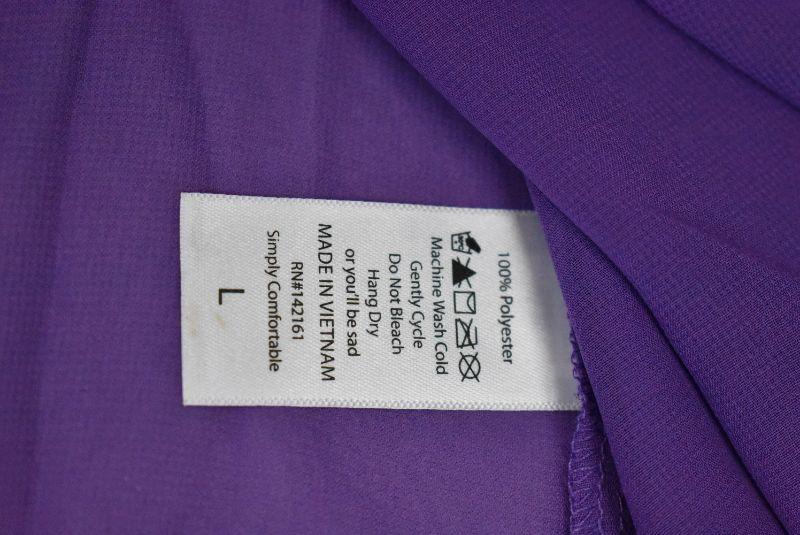 100% Polyester
Machine Wash Cold
Gently Cycle
Do Not Bleach
Hang Dry
or you'll be sad
MADE IN VIETNAM
RN#142161
Simply Comfortable
L